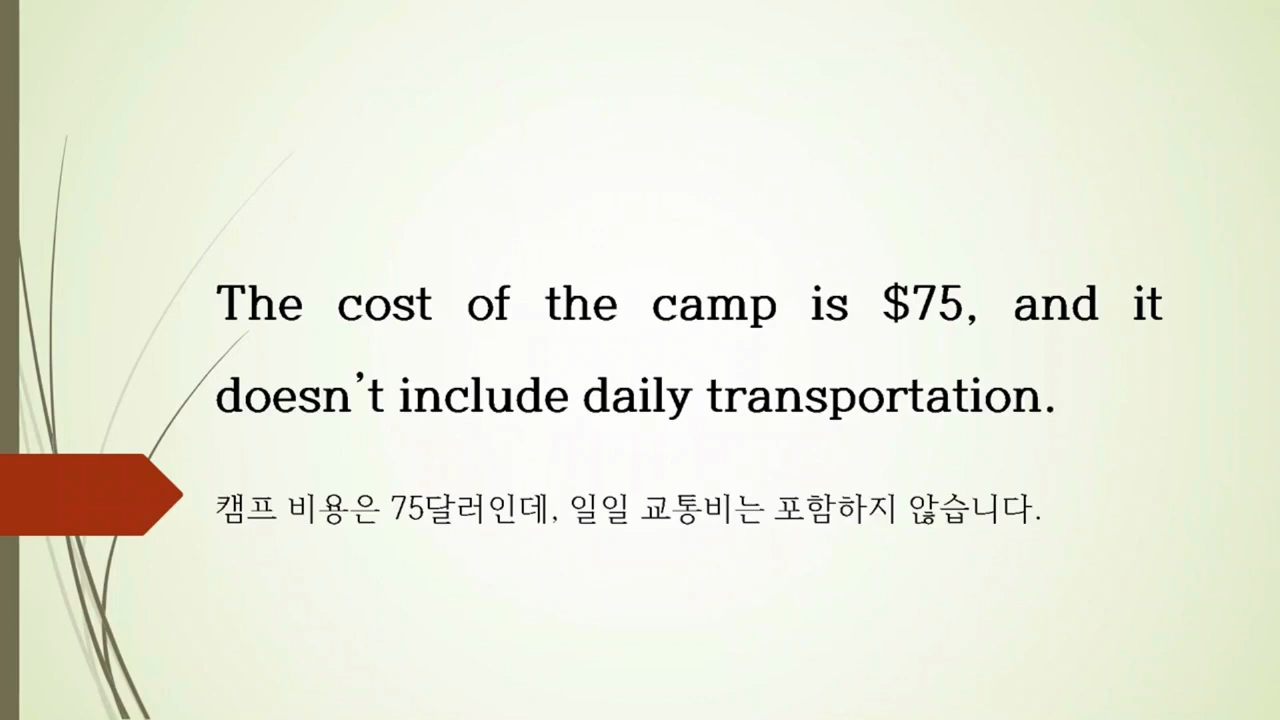 The cost of the camp is $75, and it
doesn’t include daily transportation.
캠프 비용은 75달러인데, 일일 교통비는 포함하지 않습니다.